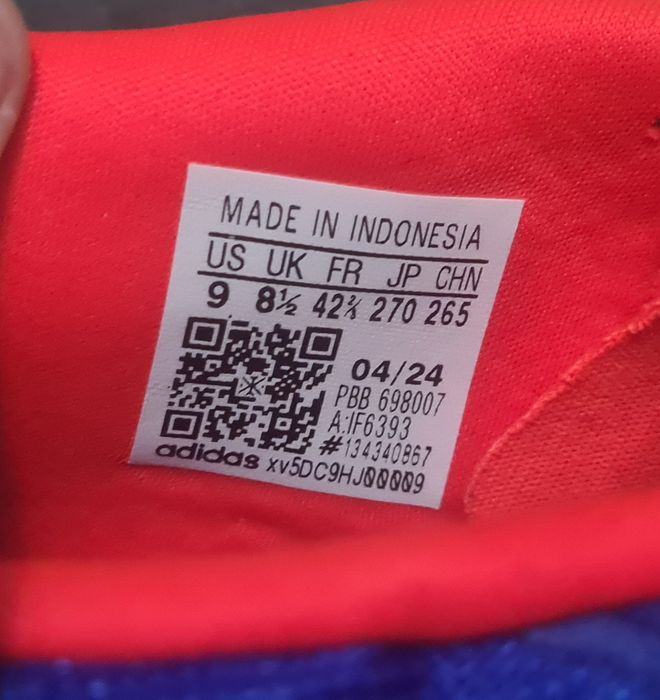 MADE IN INDONESIA
US UK FR JP CHN
9 8½ 42⅔ 270 265
04/24
PBB 698007
A:IF6393
#134340867
adidas xv5DC9HJ00009